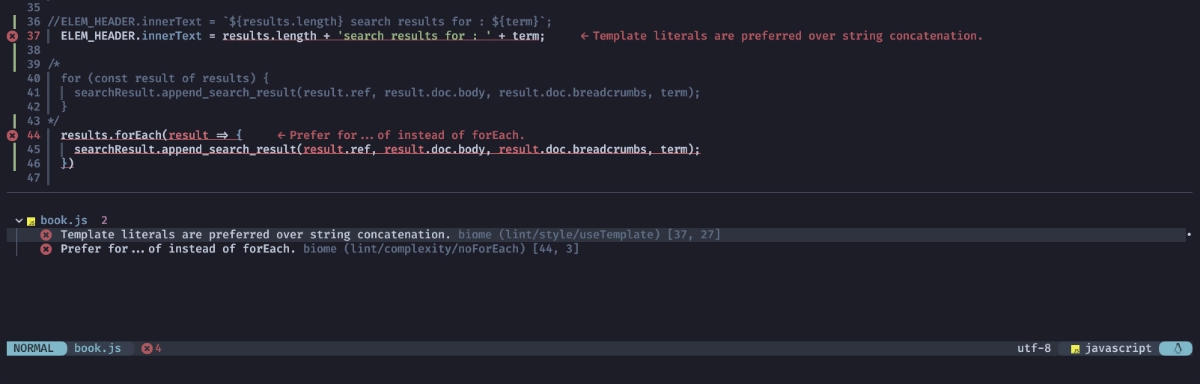 35
36 //ELEM_HEADER.innerText = `${results.length} search results for : ${term}`;
37 ELEM_HEADER.innerText = results.length + 'search results for : ' + term; ← Template literals are preferred over string concatenation.
38
39 /*
40 for (const result of results) {
41 searchResult.append_search_result(result.ref, result.doc.body, result.doc.breadcrumbs, term);
42 }
43 */
44 results.forEach(result => { ← Prefer for...of instead of forEach.
45 searchResult.append_search_result(result.ref, result.doc.body, result.doc.breadcrumbs, term);
46 })
47
book.js 2
Template literals are preferred over string concatenation. biome (lint/style/useTemplate) [37, 27]
Prefer for...of instead of forEach. biome (lint/complexity/noForEach) [44, 3]
NORMAL book.js 4 utf-8 javascript